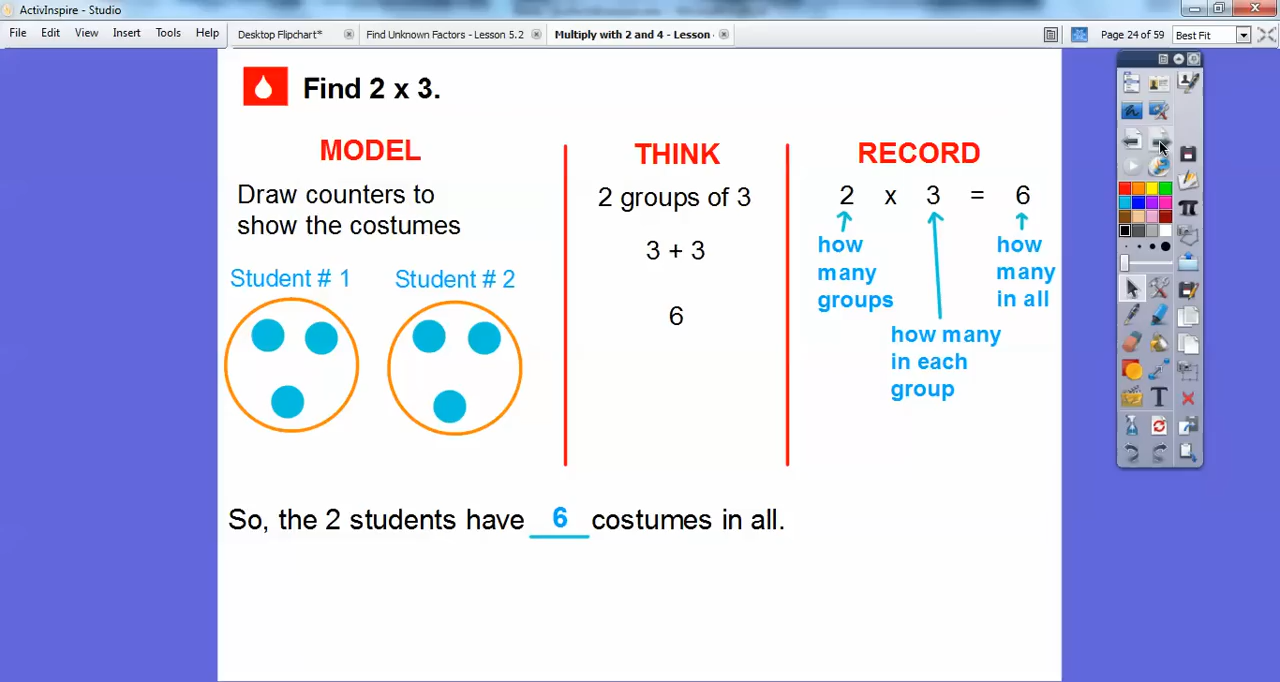 ActivInspire - Studio
File Edit View Insert Tools Help
Desktop Flipchart* Find Unknown Factors - Lesson 5.2 Multiply with 2 and 4 - Lesson
Page 24 of 59 Best Fit
Find 2 x 3.
MODEL
Draw counters to
show the costumes
Student # 1 Student # 2
THINK
2 groups of 3
3 + 3
6
RECORD
2 x 3 = 6
how
many
groups
how many
in each
group
how
many
in all
So, the 2 students have 6 costumes in all.